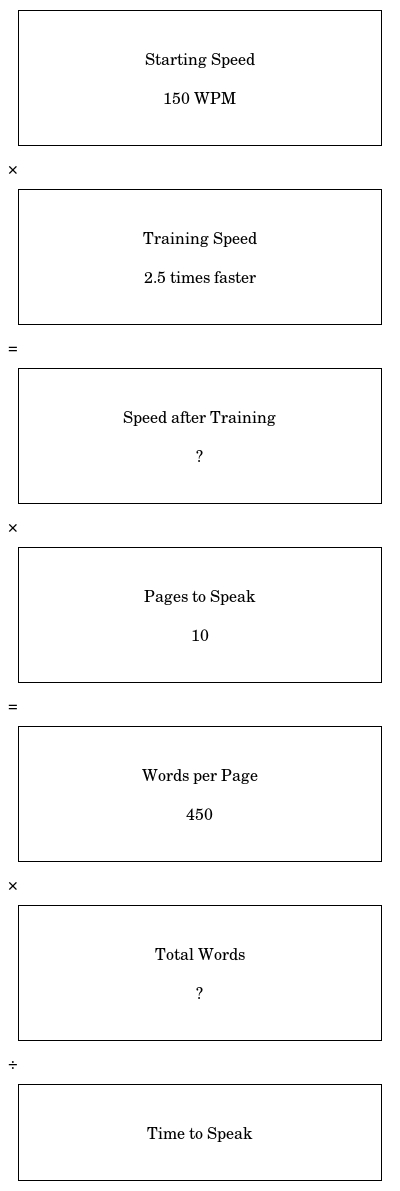 Starting Speed
150 WPM
×
Training Speed
2.5 times faster
=
Speed after Training
?
×
Pages to Speak
10
=
Words per Page
450
×
Total Words
?
÷
Time to Speak